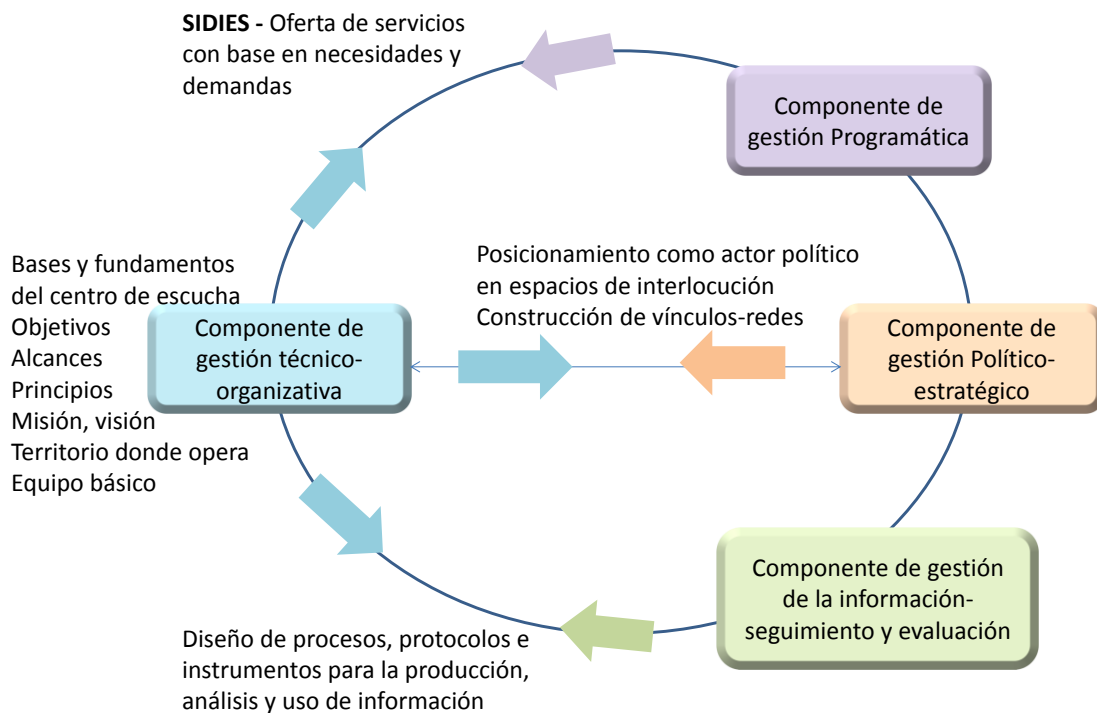 SIDIES - Oferta de servicios
con base en necesidades y
demandas
Componente de
gestión Programática
Bases y fundamentos
del centro de escucha
Objetivos
Alcances
Principios
Misión, visión
Territorio donde opera
Equipo básico
Componente de
gestión técnico-
organizativa
Posicionamiento como actor político
en espacios de interlocución
Construcción de vínculos-redes
Componente de
gestión Político-
estratégico
Componente de gestión
de la información-
seguimiento y evaluación
Diseño de procesos, protocolos e
instrumentos para la producción,
análisis y uso de información